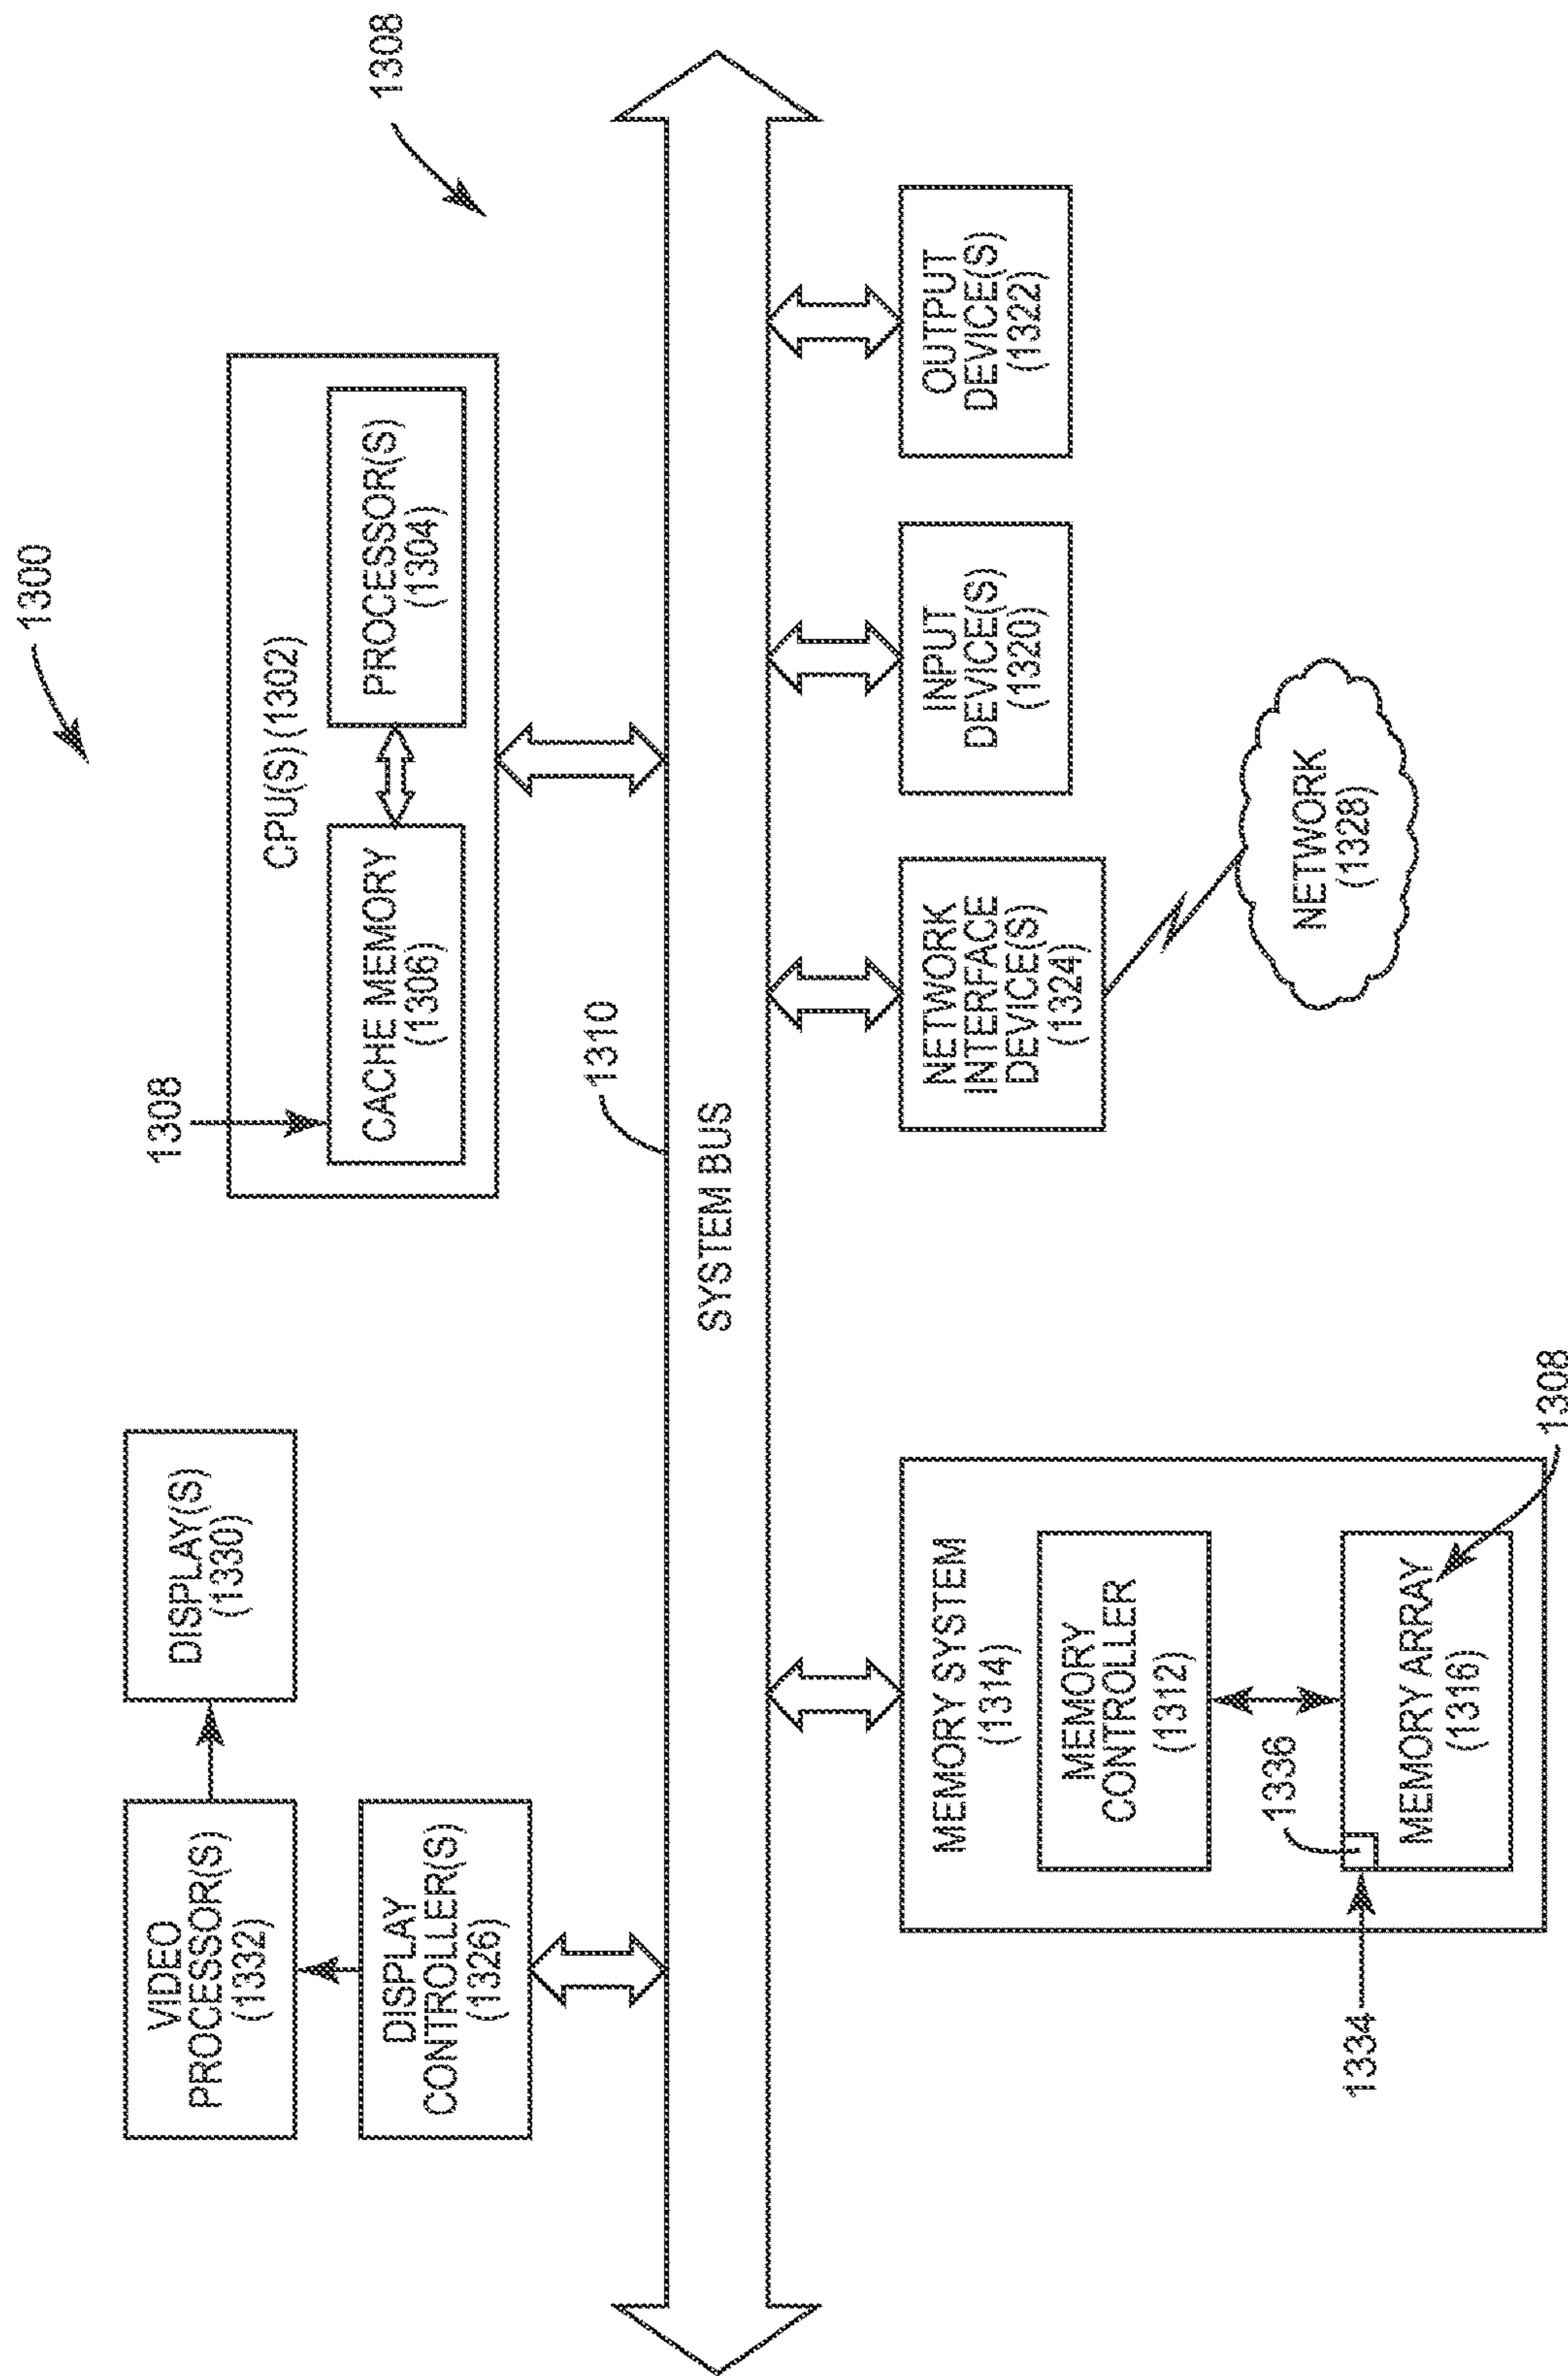 1300
1308
VIDEO
PROCESSOR(S)
(1332)
DISPLAY(S)
(1330)
1308
CPU(S) (1302)
DISPLAY
CONTROLLER(S)
(1326)
CACHE MEMORY
(1306)
PROCESSOR(S)
(1304)
1308
1310
SYSTEM BUS
MEMORY SYSTEM
(1314)
NETWORK
INTERFACE
DEVICE(S)
(1324)
INPUT
DEVICE(S)
(1320)
OUTPUT
DEVICE(S)
(1322)
MEMORY
CONTROLLER
(1312)
1336
NETWORK
(1328)
1334
MEMORY ARRAY
(1316)
1308